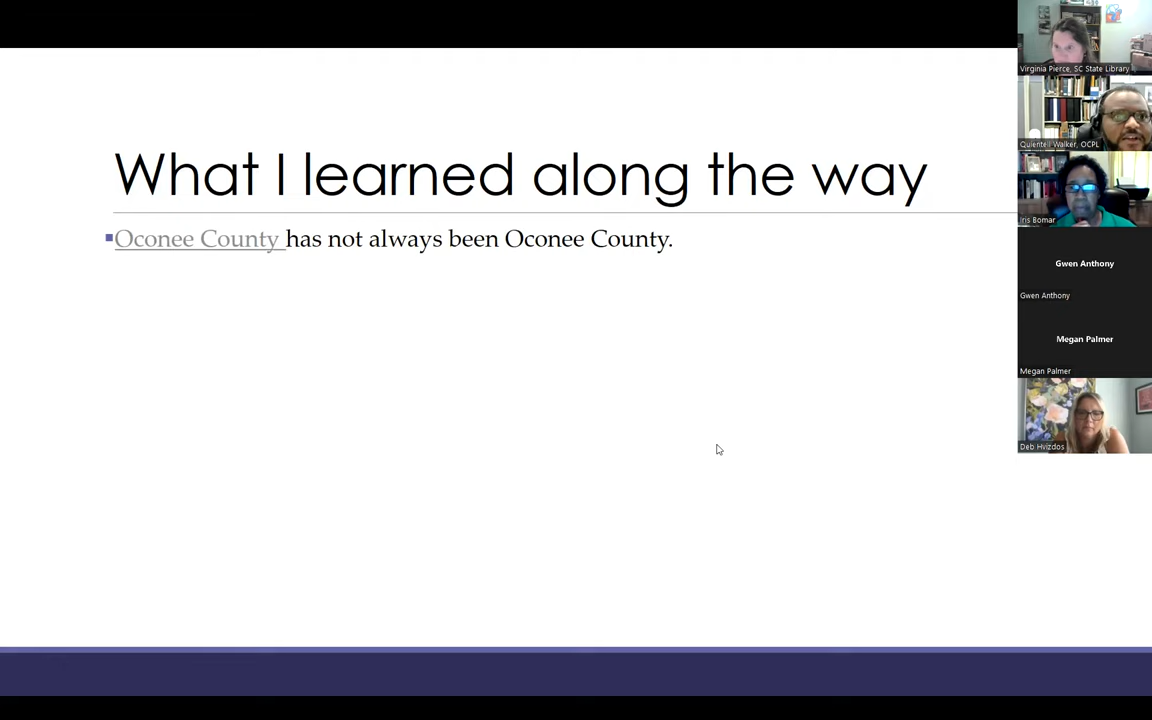 What I learned along the way
Oconee County has not always been Oconee County.
Virginia Pierce, SC State Library
Quientell Walker, OCPL
Iris Bomar
Gwen Anthony
Gwen Anthony
Megan Palmer
Megan Palmer
Deb Hvizdos